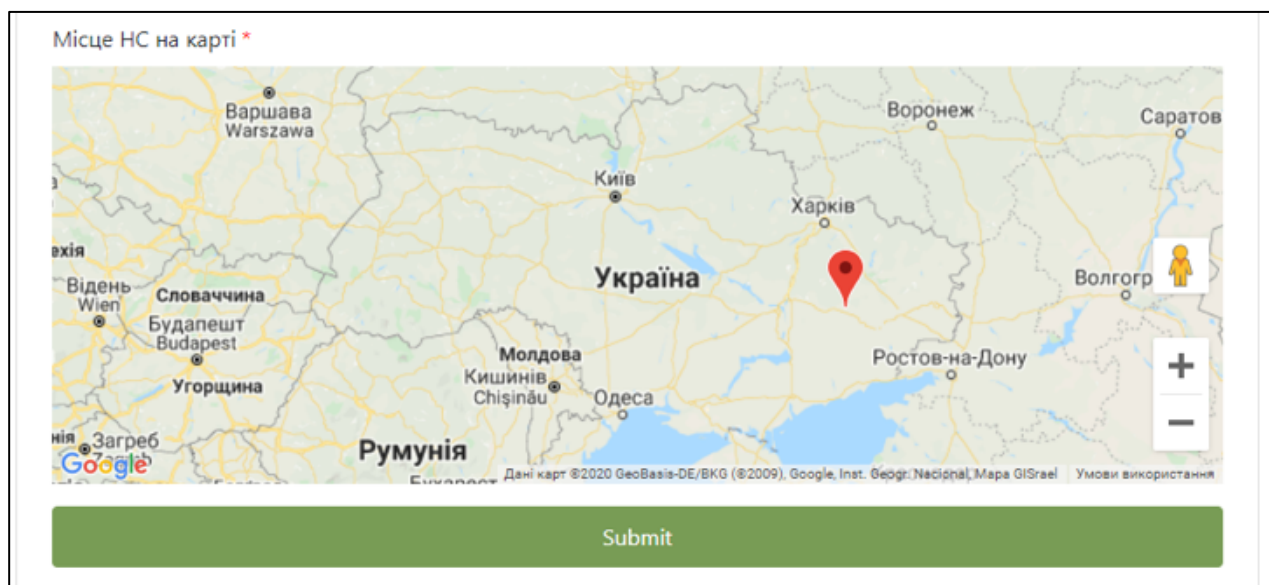 Місце НС на карті *
Варшава
Warszawa
Воронеж
Саратов
Київ
Харків
ехія
Україна
Відень
Wien
Словаччина
Волгогр
Будапешт
Budapest
Молдова
Ростов-на-Дону
Угорщина
Кишинів
Chișinău
Одеса
нія
Загреб
Румунія
Google
Дані карт ©2020 GeoBasis-DE/BKG (©2009), Google, Inst. Geogr. Nacional, Mapa GISrael Умови використання
Submit